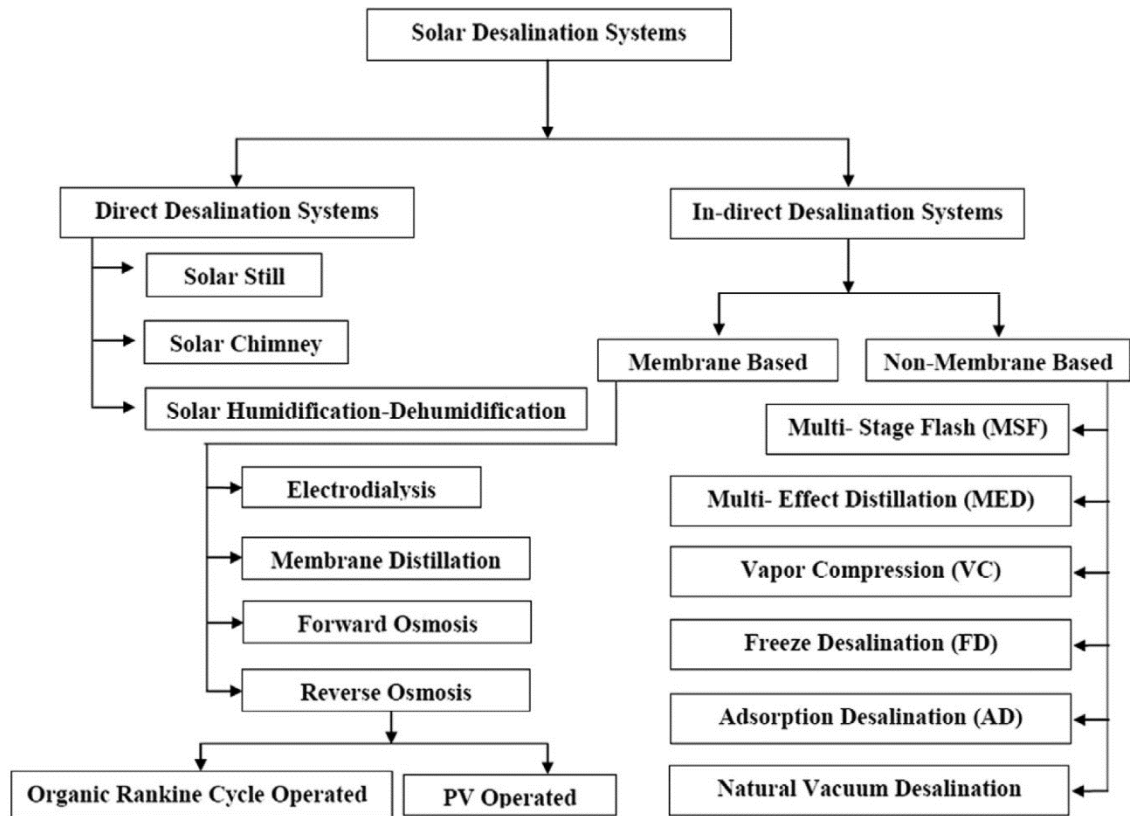 Solar Desalination Systems
Direct Desalination Systems
In-direct Desalination Systems
Solar Still
Solar Chimney
Solar Humidification-Dehumidification
Membrane Based
Non-Membrane Based
Electrodialysis
Membrane Distillation
Forward Osmosis
Reverse Osmosis
Organic Rankine Cycle Operated
PV Operated
Multi- Stage Flash (MSF)
Multi- Effect Distillation (MED)
Vapor Compression (VC)
Freeze Desalination (FD)
Adsorption Desalination (AD)
Natural Vacuum Desalination